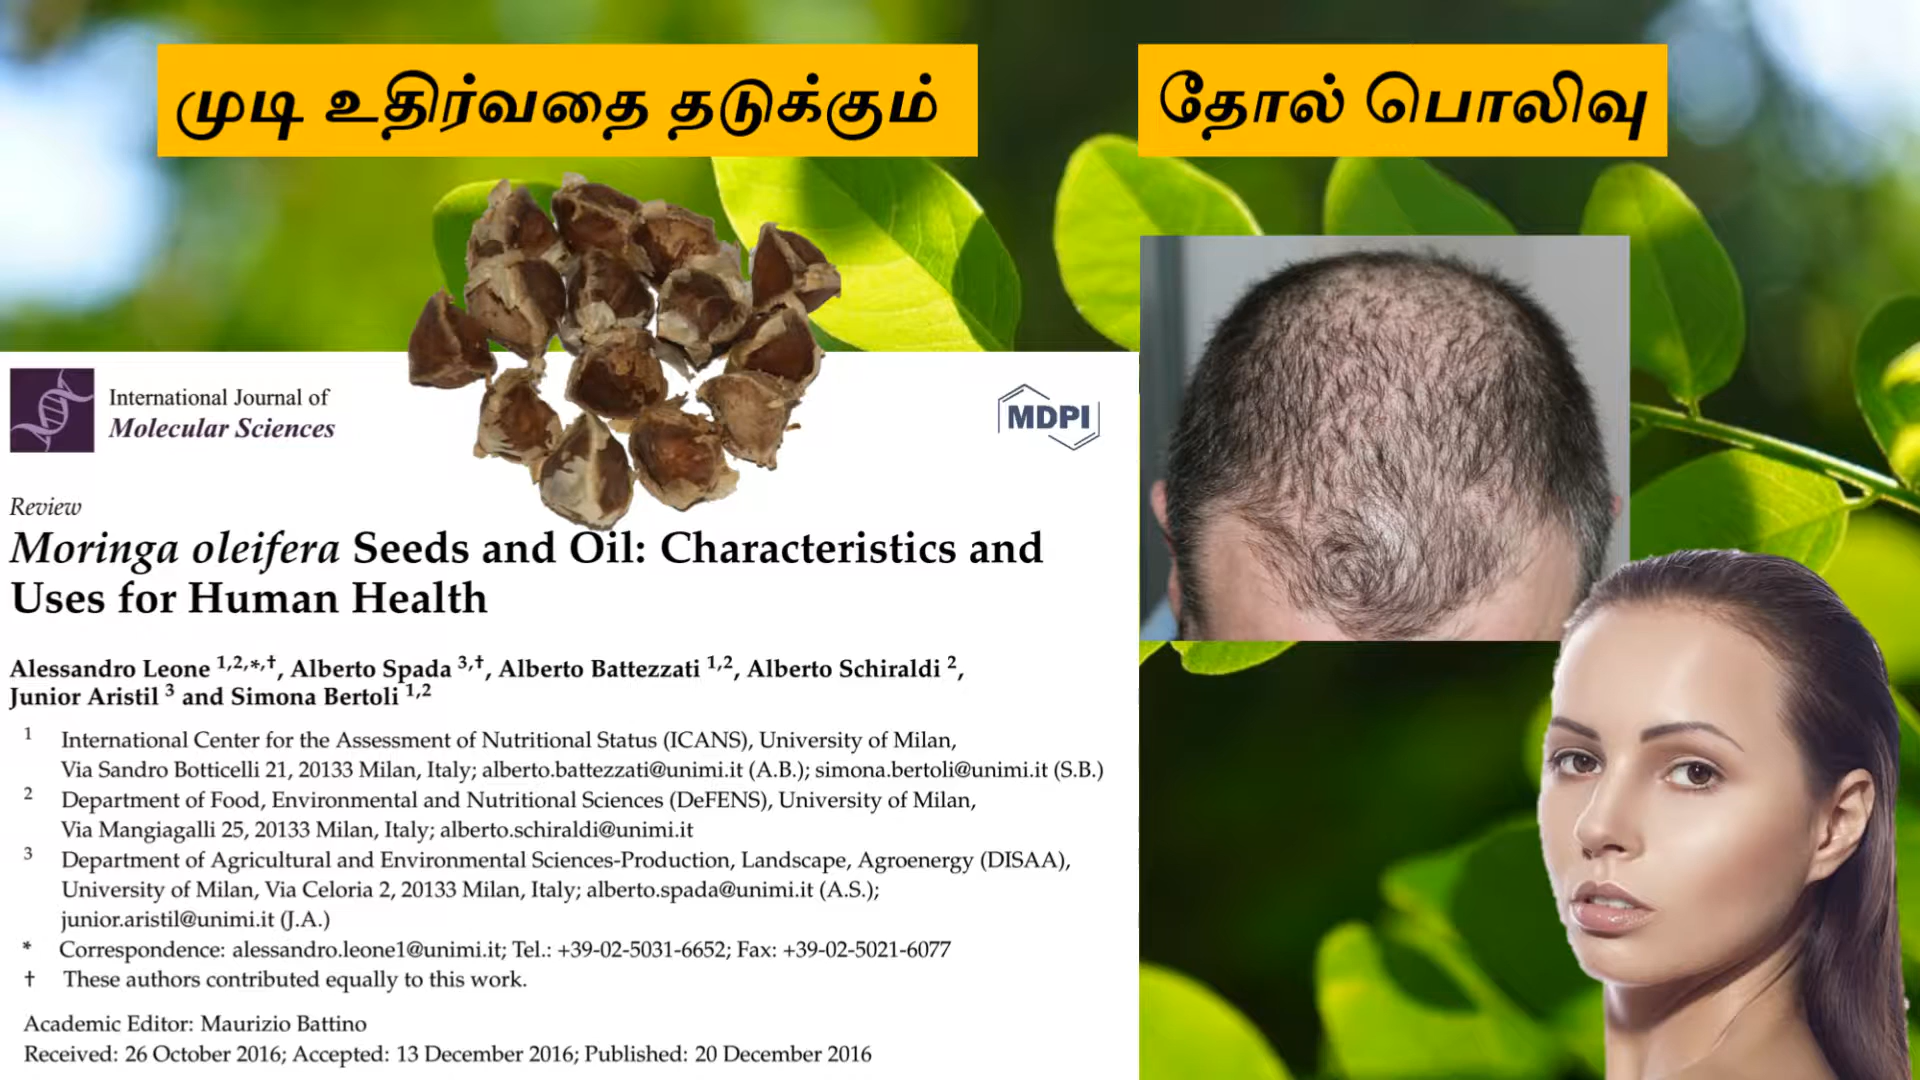 முடி உதிர்வதை தடுக்கும்
தோல் பொலிவு
International Journal of
Molecular Sciences
MDPI
Review
Moringa oleifera Seeds and Oil: Characteristics and
Uses for Human Health
Alessandro Leone 1,2,*,†, Alberto Spada 3,†, Alberto Battezzati 1,2, Alberto Schiraldi 2,
Junior Aristil 3 and Simona Bertoli 1,2
1 International Center for the Assessment of Nutritional Status (ICANS), University of Milan,
Via Sandro Botticelli 21, 20133 Milan, Italy; alberto.battezzati@unimi.it (A.B.); simona.bertoli@unimi.it (S.B.)
2 Department of Food, Environmental and Nutritional Sciences (DeFENS), University of Milan,
Via Mangiagalli 25, 20133 Milan, Italy; alberto.schiraldi@unimi.it
3 Department of Agricultural and Environmental Sciences-Production, Landscape, Agroenergy (DISAA),
University of Milan, Via Celoria 2, 20133 Milan, Italy; alberto.spada@unimi.it (A.S.);
junior.aristil@unimi.it (J.A.)
* Correspondence: alessandro.leone1@unimi.it; Tel.: +39-02-5031-6652; Fax: +39-02-5021-6077
† These authors contributed equally to this work.
Academic Editor: Maurizio Battino
Received: 26 October 2016; Accepted: 13 December 2016; Published: 20 December 2016